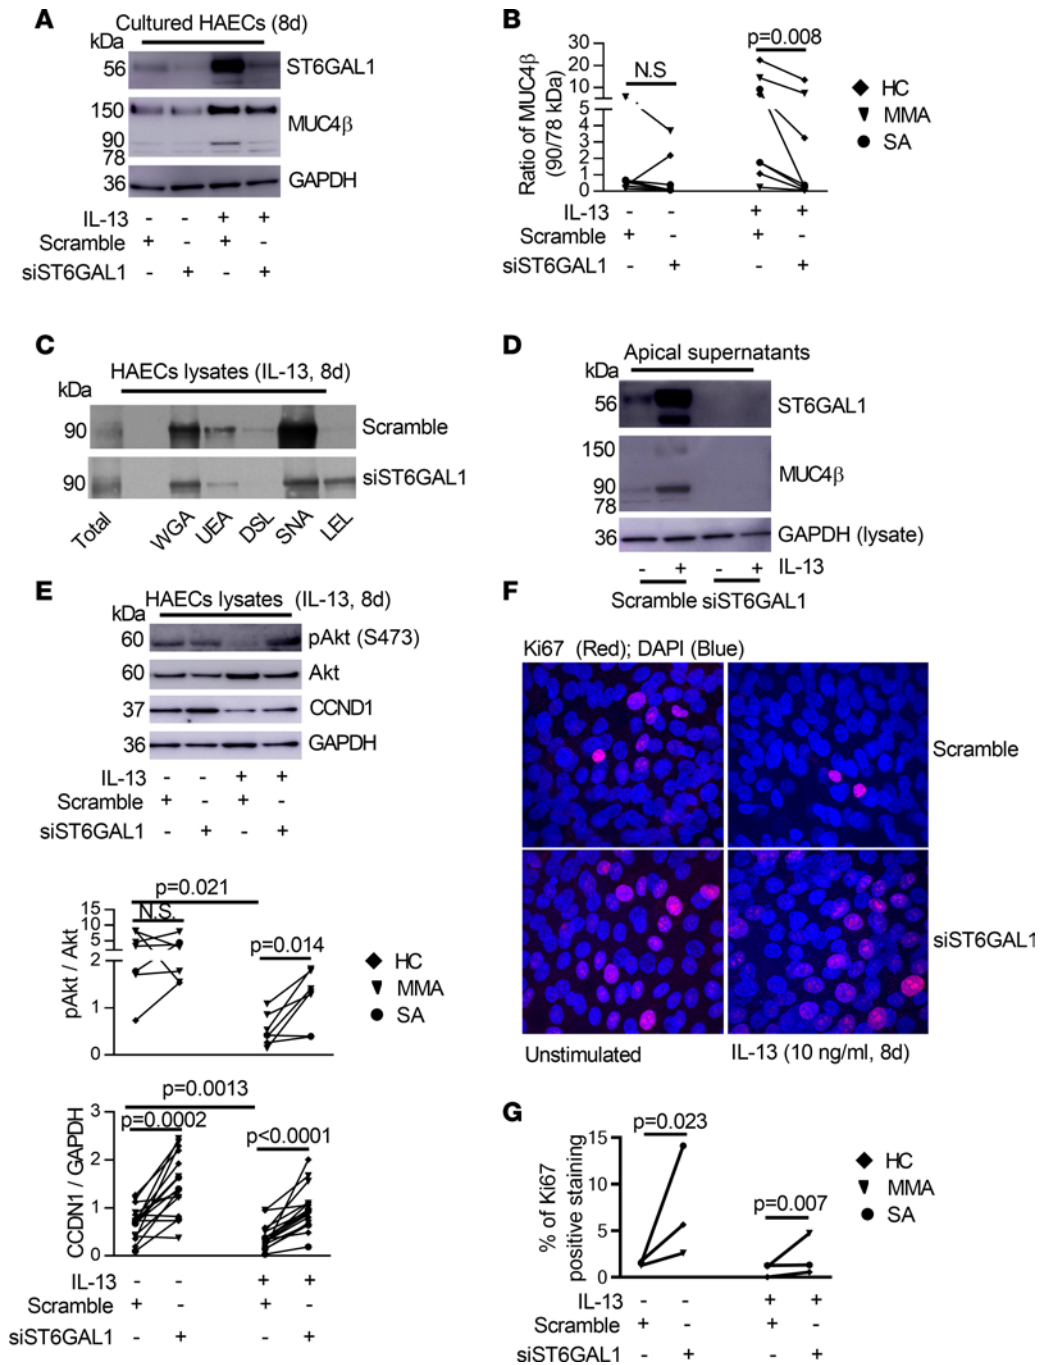 A
Cultured HAECs (8d)
kDa
56
ST6GAL1
150
MUC4β
90
78
36
GAPDH
IL-13 - - + +
Scramble + - + -
siST6GAL1 - + - +
B
Ratio of MUC4β
(90/78 kDa)
30
20
10
5
5
4
3
2
1
0
N.S
p=0.008
HC
MMA
SA
IL-13 - - + +
Scramble + - + -
siST6GAL1 - + - +
C
HAECs lysates (IL-13, 8d)
kDa
90
Scramble
90
siST6GAL1
Total WGA UEA DSL SNA LEL
D
Apical supernatants
kDa
56
ST6GAL1
150
MUC4β
90
78
36
GAPDH (lysate)
- + - + IL-13
Scramble siST6GAL1
E
HAECs lysates (IL-13, 8d)
kDa
60
pAkt (S473)
60
Akt
37
CCND1
36
GAPDH
IL-13 - - + +
Scramble + - + -
siST6GAL1 - + - +
pAkt / Akt
15
10
5
2
1
0
p=0.021
N.S.
p=0.014
HC
MMA
SA
CCDN1 / GAPDH
3
2
1
0
p=0.0013
p=0.0002
p<0.0001
IL-13 - - + +
Scramble + - + -
siST6GAL1 - + - +
F
Ki67 (Red); DAPI (Blue)
Scramble
siST6GAL1
Unstimulated
IL-13 (10 ng/ml, 8d)
G
% of Ki67
positive staining
15
10
5
0
p=0.023
p=0.007
HC
MMA
SA
IL-13 - - + +
Scramble + - + -
siST6GAL1 - + - +